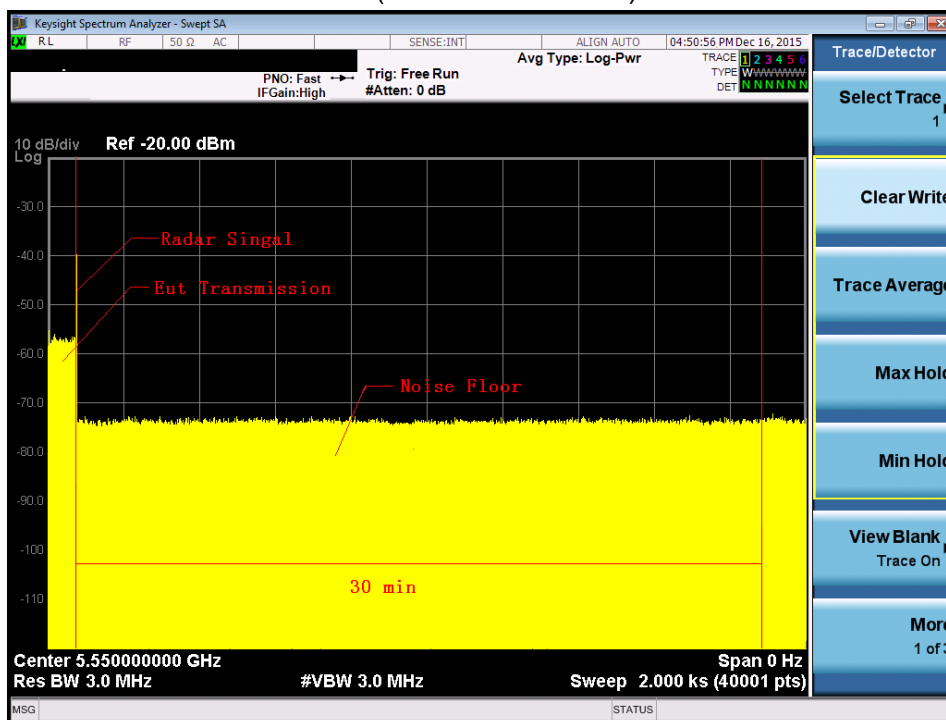 Keysight Spectrum Analyzer - Swept SA
LXI RL RF 50 Ω AC SENSE:INT ALIGN AUTO 04:50:56 PM Dec 16, 2015
Avg Type: Log-Pwr TRACE 1 2 3 4 5 6
PNO: Fast Trig: Free Run TYPE WWWWWW
IFGain:High #Atten: 0 dB DET N N N N N N
Trace/Detector
Select Trace
1
Clear Write
Trace Average
Max Hold
Min Hold
View Blank
Trace On
More
1 of 3
10 dB/div Ref -20.00 dBm
Log
-30.0
-40.0
-50.0
-60.0
-70.0
-80.0
-90.0
-100
-110
Radar Singal
Eut Transmission
Noise Floor
30 min
Center 5.550000000 GHz Span 0 Hz
Res BW 3.0 MHz #VBW 3.0 MHz Sweep 2.000 ks (40001 pts)
MSG STATUS